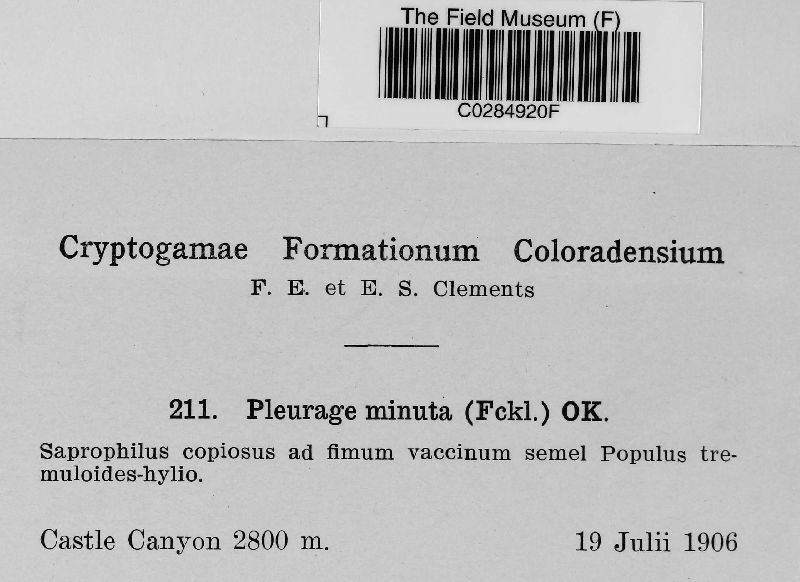 The Field Museum (F)
C0284920F
Cryptogamae Formationum Coloradensium
F. E. et E. S. Clements
211. Pleurage minuta (Fckl.) OK.
Saprophilus copiosus ad fimum vaccinum semel Populus tre-
muloides-hylio.
Castle Canyon 2800 m. 19 Julii 1906